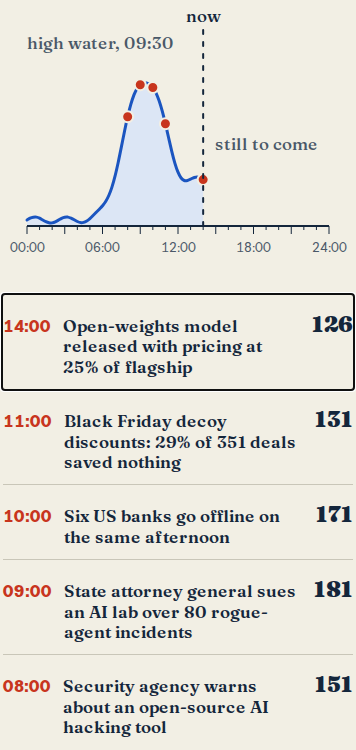 now
high water, 09:30
still to come
00:00 06:00 12:00 18:00 24:00
14:00 Open-weights model 126
released with pricing at
25% of flagship
11:00 Black Friday decoy 131
discounts: 29% of 351 deals
saved nothing
10:00 Six US banks go offline on 171
the same afternoon
09:00 State attorney general sues 181
an AI lab over 80 rogue-
agent incidents
08:00 Security agency warns 151
about an open-source AI
hacking tool